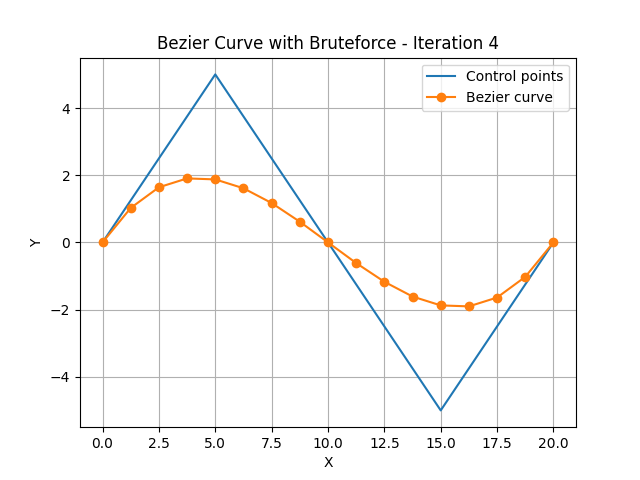 Bezier Curve with Bruteforce - Iteration 4
Control points
Bezier curve
4
2
0
−2
−4
Y
0.0 2.5 5.0 7.5 10.0 12.5 15.0 17.5 20.0
X